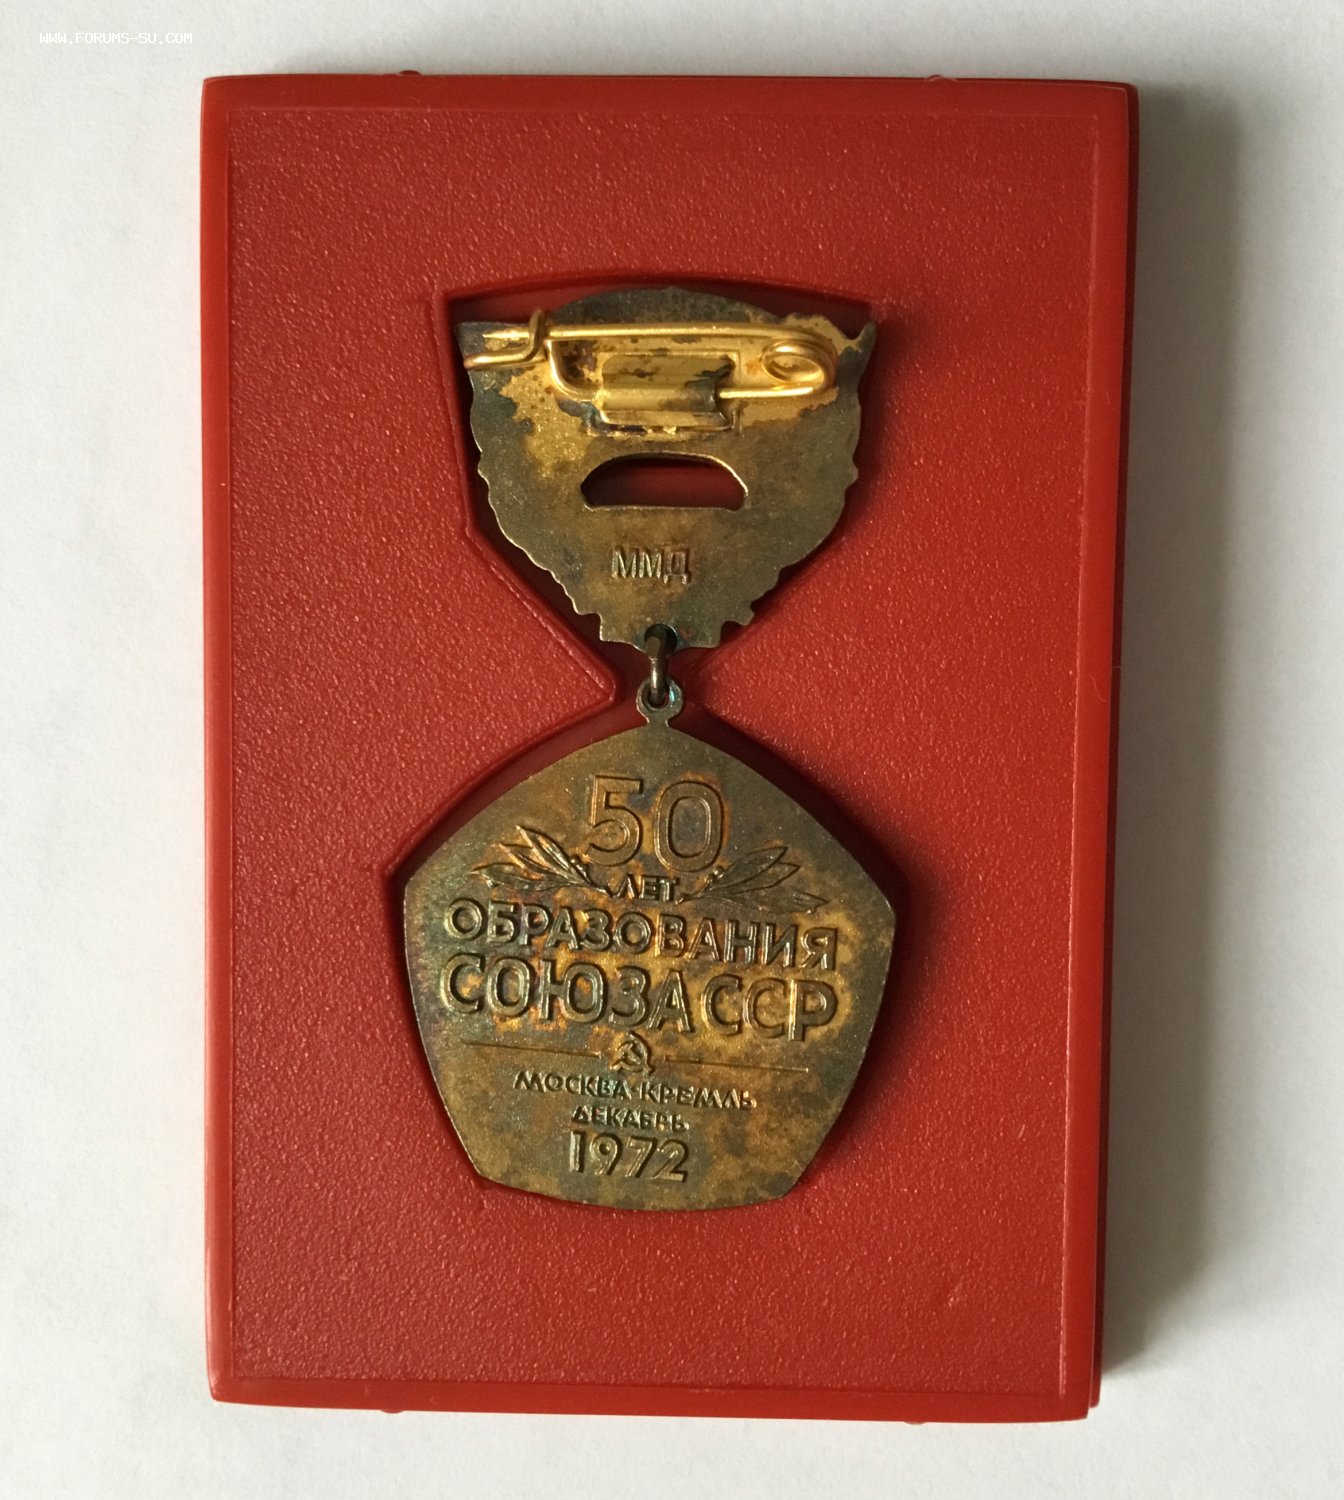 WWW.FORUMS-SU.COM
ММД
50
ЛЕТ
ОБРАЗОВАНИЯ
СОЮЗА ССР
МОСКВА·КРЕМЛЬ
ДЕКАБРЬ
1972